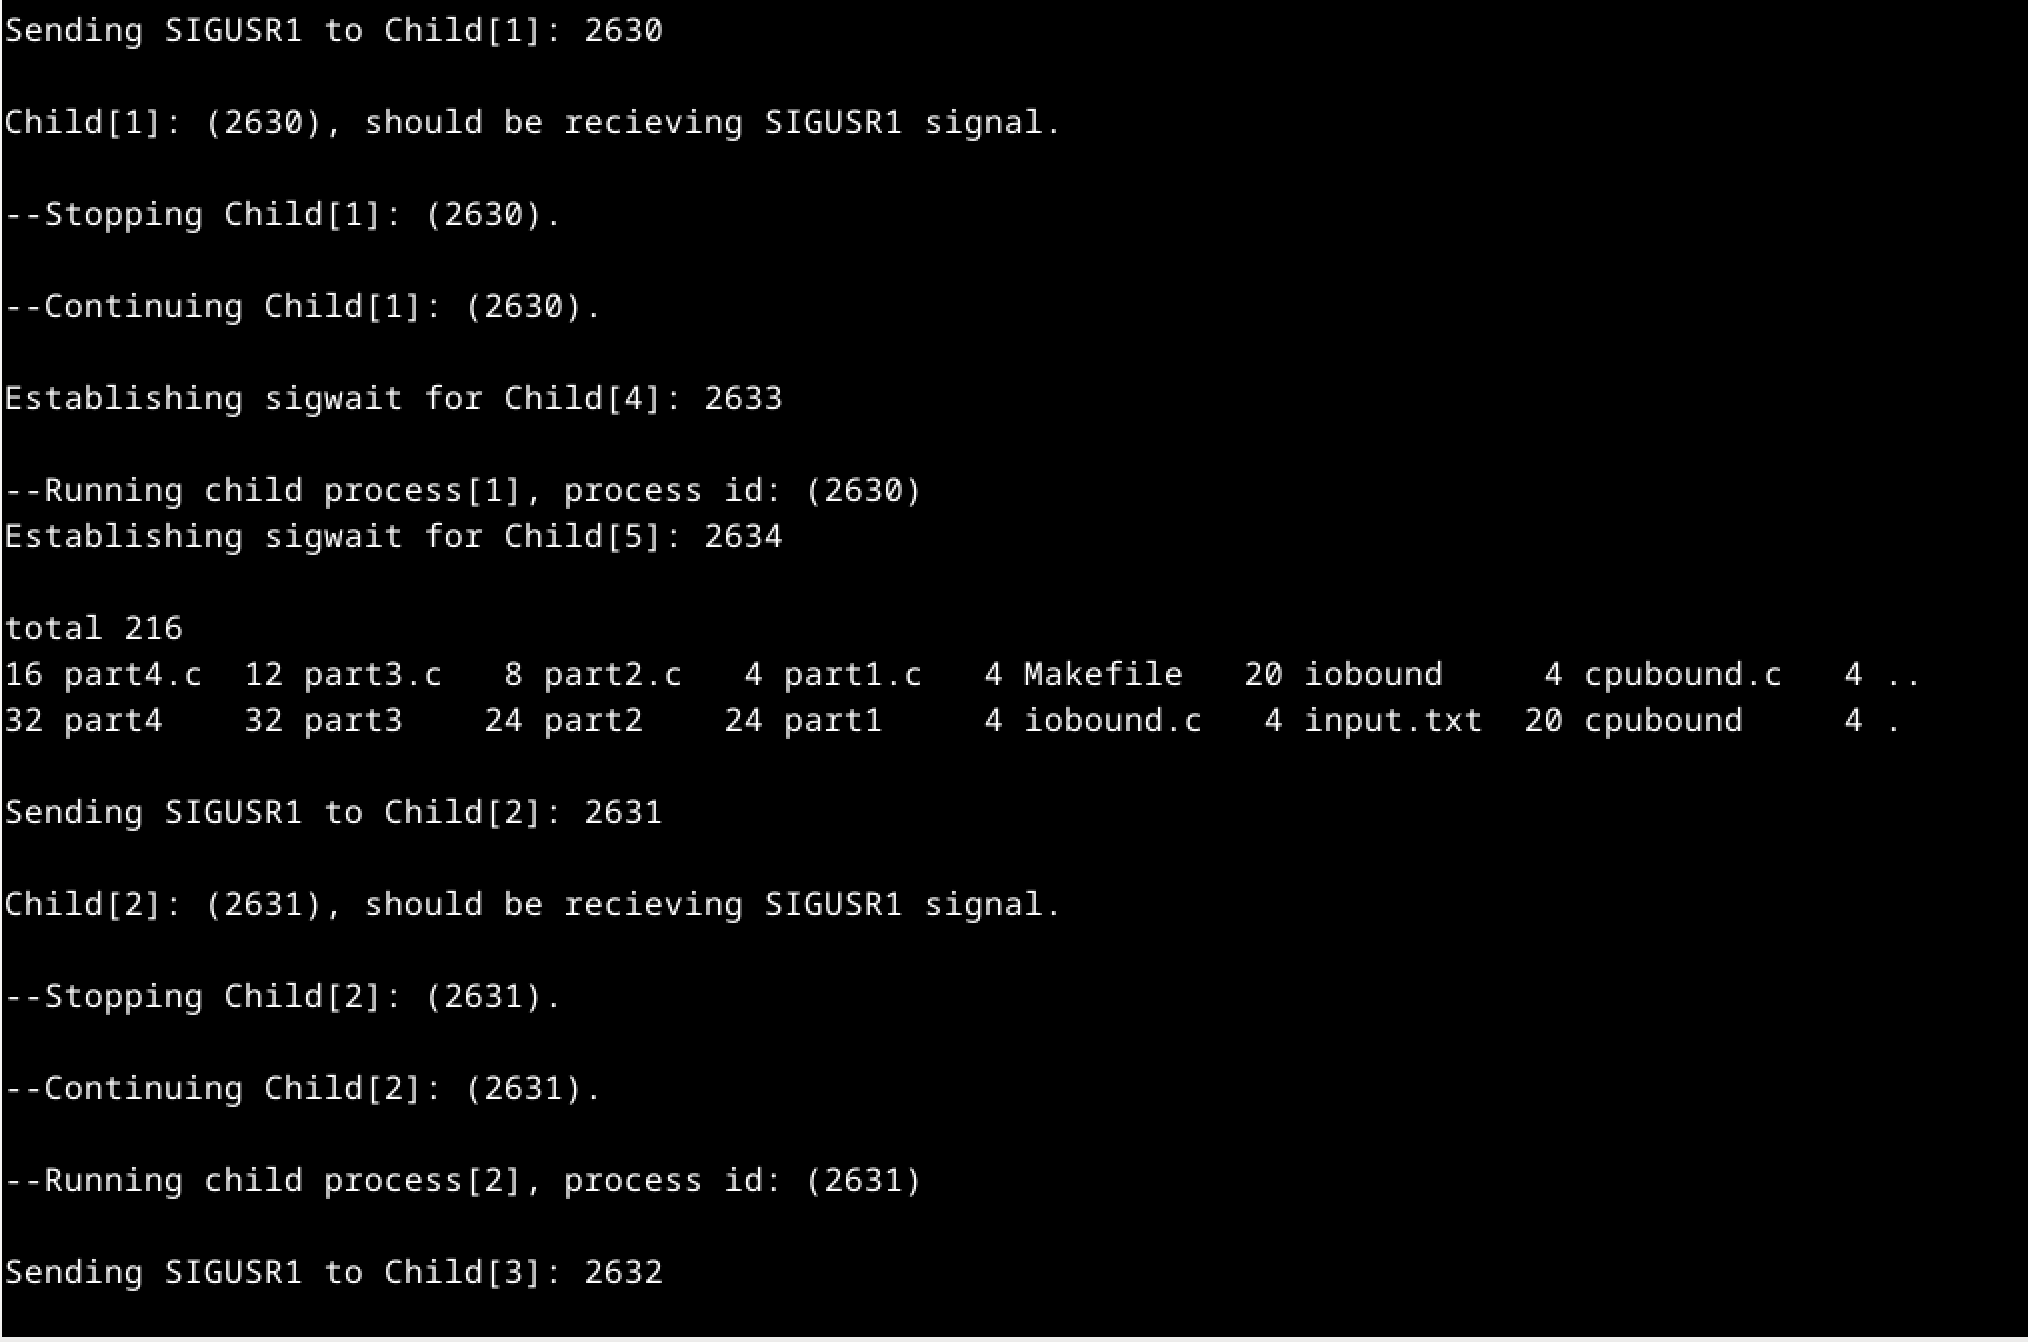 Sending SIGUSR1 to Child[1]: 2630
Child[1]: (2630), should be recieving SIGUSR1 signal.
--Stopping Child[1]: (2630).
--Continuing Child[1]: (2630).
Establishing sigwait for Child[4]: 2633
--Running child process[1], process id: (2630)
Establishing sigwait for Child[5]: 2634
total 216
16 part4.c  12 part3.c   8 part2.c   4 part1.c   4 Makefile   20 iobound     4 cpubound.c   4 ..
32 part4    32 part3    24 part2    24 part1     4 iobound.c   4 input.txt  20 cpubound     4 .
Sending SIGUSR1 to Child[2]: 2631
Child[2]: (2631), should be recieving SIGUSR1 signal.
--Stopping Child[2]: (2631).
--Continuing Child[2]: (2631).
--Running child process[2], process id: (2631)
Sending SIGUSR1 to Child[3]: 2632